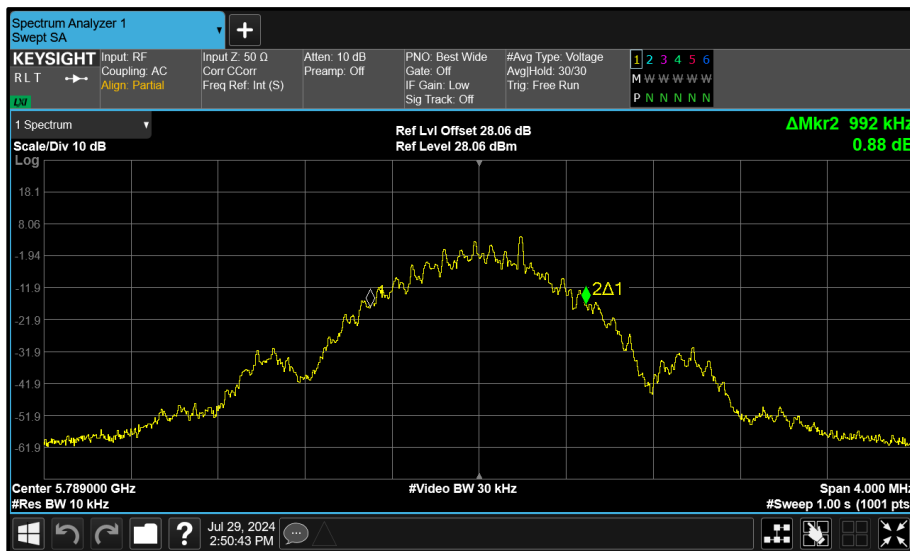 Spectrum Analyzer 1
Swept SA
KEYSIGHT
R L T
LXI
Input: RF
Coupling: AC
Align: Partial
Input Z: 50 Ω
Corr CCorr
Freq Ref: Int (S)
Atten: 10 dB
Preamp: Off
PNO: Best Wide
Gate: Off
IF Gain: Low
Sig Track: Off
#Avg Type: Voltage
Avg|Hold: 30/30
Trig: Free Run
1 2 3 4 5 6
M W W W W W
P N N N N N
1 Spectrum
Scale/Div 10 dB
Ref Lvl Offset 28.06 dB
Ref Level 28.06 dBm
ΔMkr2 992 kHz
0.88 dB
Log
18.1
8.06
-1.94
-11.9
-21.9
-31.9
-41.9
-51.9
-61.9
1
2Δ1
Center 5.789000 GHz
#Res BW 10 kHz
#Video BW 30 kHz
Span 4.000 MHz
#Sweep 1.00 s (1001 pts
?
Jul 29, 2024
2:50:43 PM